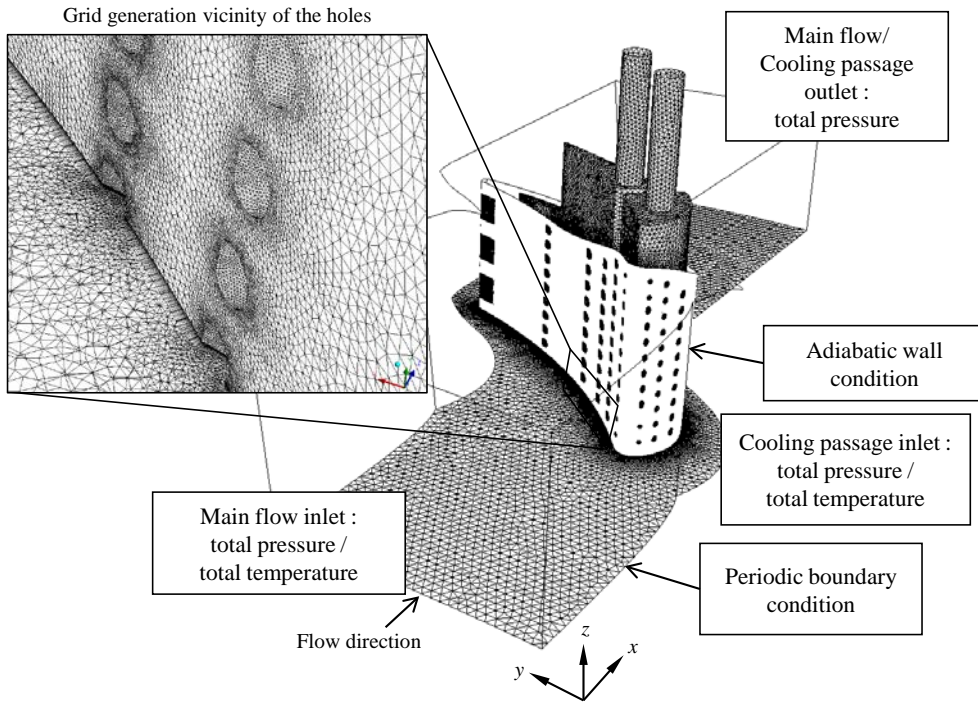 Grid generation vicinity of the holes
Main flow/
Cooling passage
outlet :
total pressure
Adiabatic wall
condition
Cooling passage inlet :
total pressure /
total temperature
Main flow inlet :
total pressure /
total temperature
Periodic boundary
condition
Flow direction
z
x
y